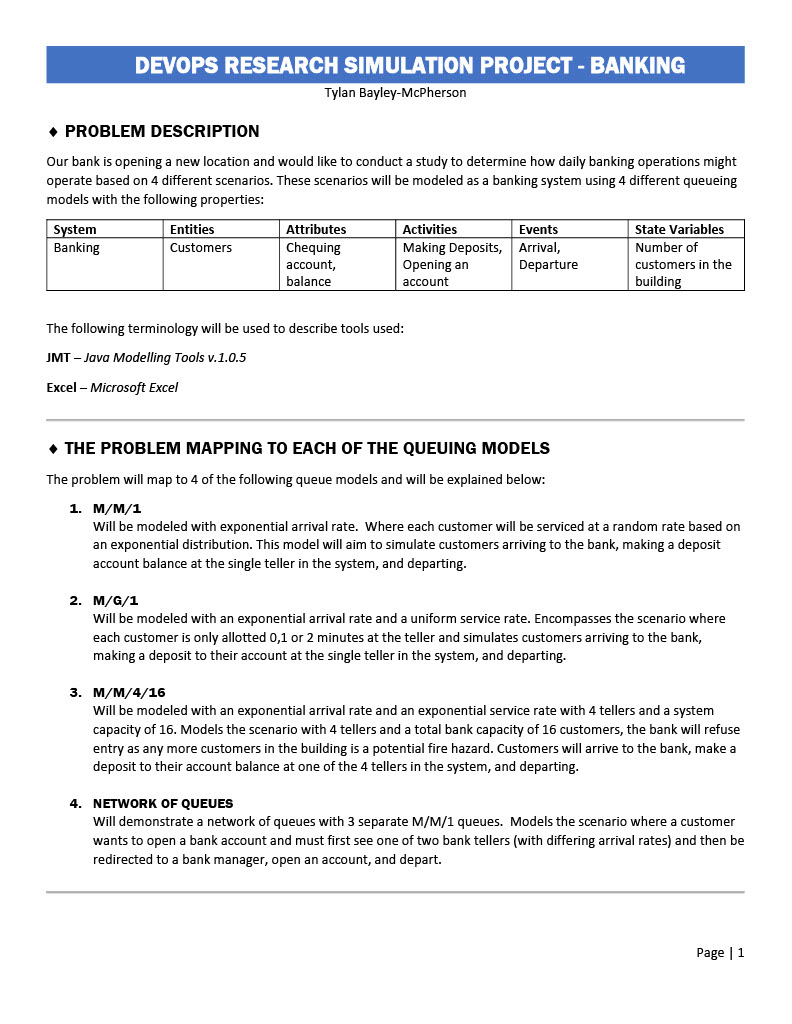 DEVOPS RESEARCH SIMULATION PROJECT - BANKING
Tylan Bayley-McPherson
♦ PROBLEM DESCRIPTION
Our bank is opening a new location and would like to conduct a study to determine how daily banking operations might
operate based on 4 different scenarios. These scenarios will be modeled as a banking system using 4 different queueing
models with the following properties:
System Entities Attributes Activities Events State Variables
Banking Customers Chequing Making Deposits, Arrival, Number of
account, Opening an Departure customers in the
balance account building
The following terminology will be used to describe tools used:
JMT – Java Modelling Tools v.1.0.5
Excel – Microsoft Excel
♦ THE PROBLEM MAPPING TO EACH OF THE QUEUING MODELS
The problem will map to 4 of the following queue models and will be explained below:
1. M/M/1
Will be modeled with exponential arrival rate.  Where each customer will be serviced at a random rate based on
an exponential distribution. This model will aim to simulate customers arriving to the bank, making a deposit
account balance at the single teller in the system, and departing.
2. M/G/1
Will be modeled with an exponential arrival rate and a uniform service rate. Encompasses the scenario where
each customer is only allotted 0,1 or 2 minutes at the teller and simulates customers arriving to the bank,
making a deposit to their account at the single teller in the system, and departing.
3. M/M/4/16
Will be modeled with an exponential arrival rate and an exponential service rate with 4 tellers and a system
capacity of 16. Models the scenario with 4 tellers and a total bank capacity of 16 customers, the bank will refuse
entry as any more customers in the building is a potential fire hazard. Customers will arrive to the bank, make a
deposit to their account balance at one of the 4 tellers in the system, and departing.
4. NETWORK OF QUEUES
Will demonstrate a network of queues with 3 separate M/M/1 queues.  Models the scenario where a customer
wants to open a bank account and must first see one of two bank tellers (with differing arrival rates) and then be
redirected to a bank manager, open an account, and depart.
Page | 1